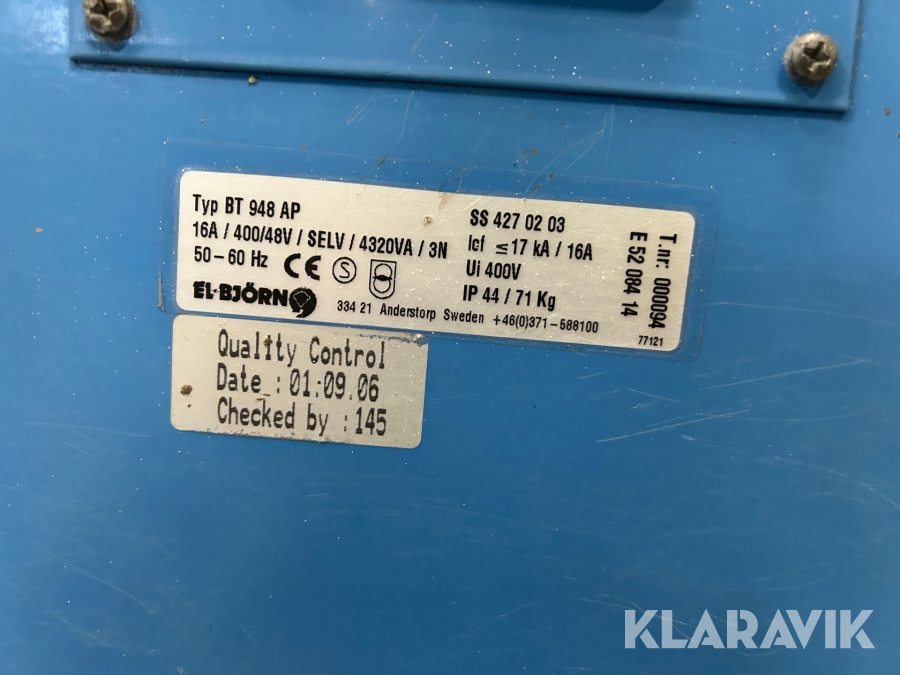 Typ BT 948 AP
16A / 400/48V / SELV / 4320VA / 3N
50-60 Hz CE S
EL-BJÖRN
334 21 Anderstorp Sweden +46(0)371-588100
SS 427 02 03
Icf ≤ 17 kA / 16A
Ui 400V
IP 44 / 71 Kg
T.nr: 000094
E 52 084 14
77121
Quality Control
Date : 01.09.06
Checked by : 145
KLARAVIK